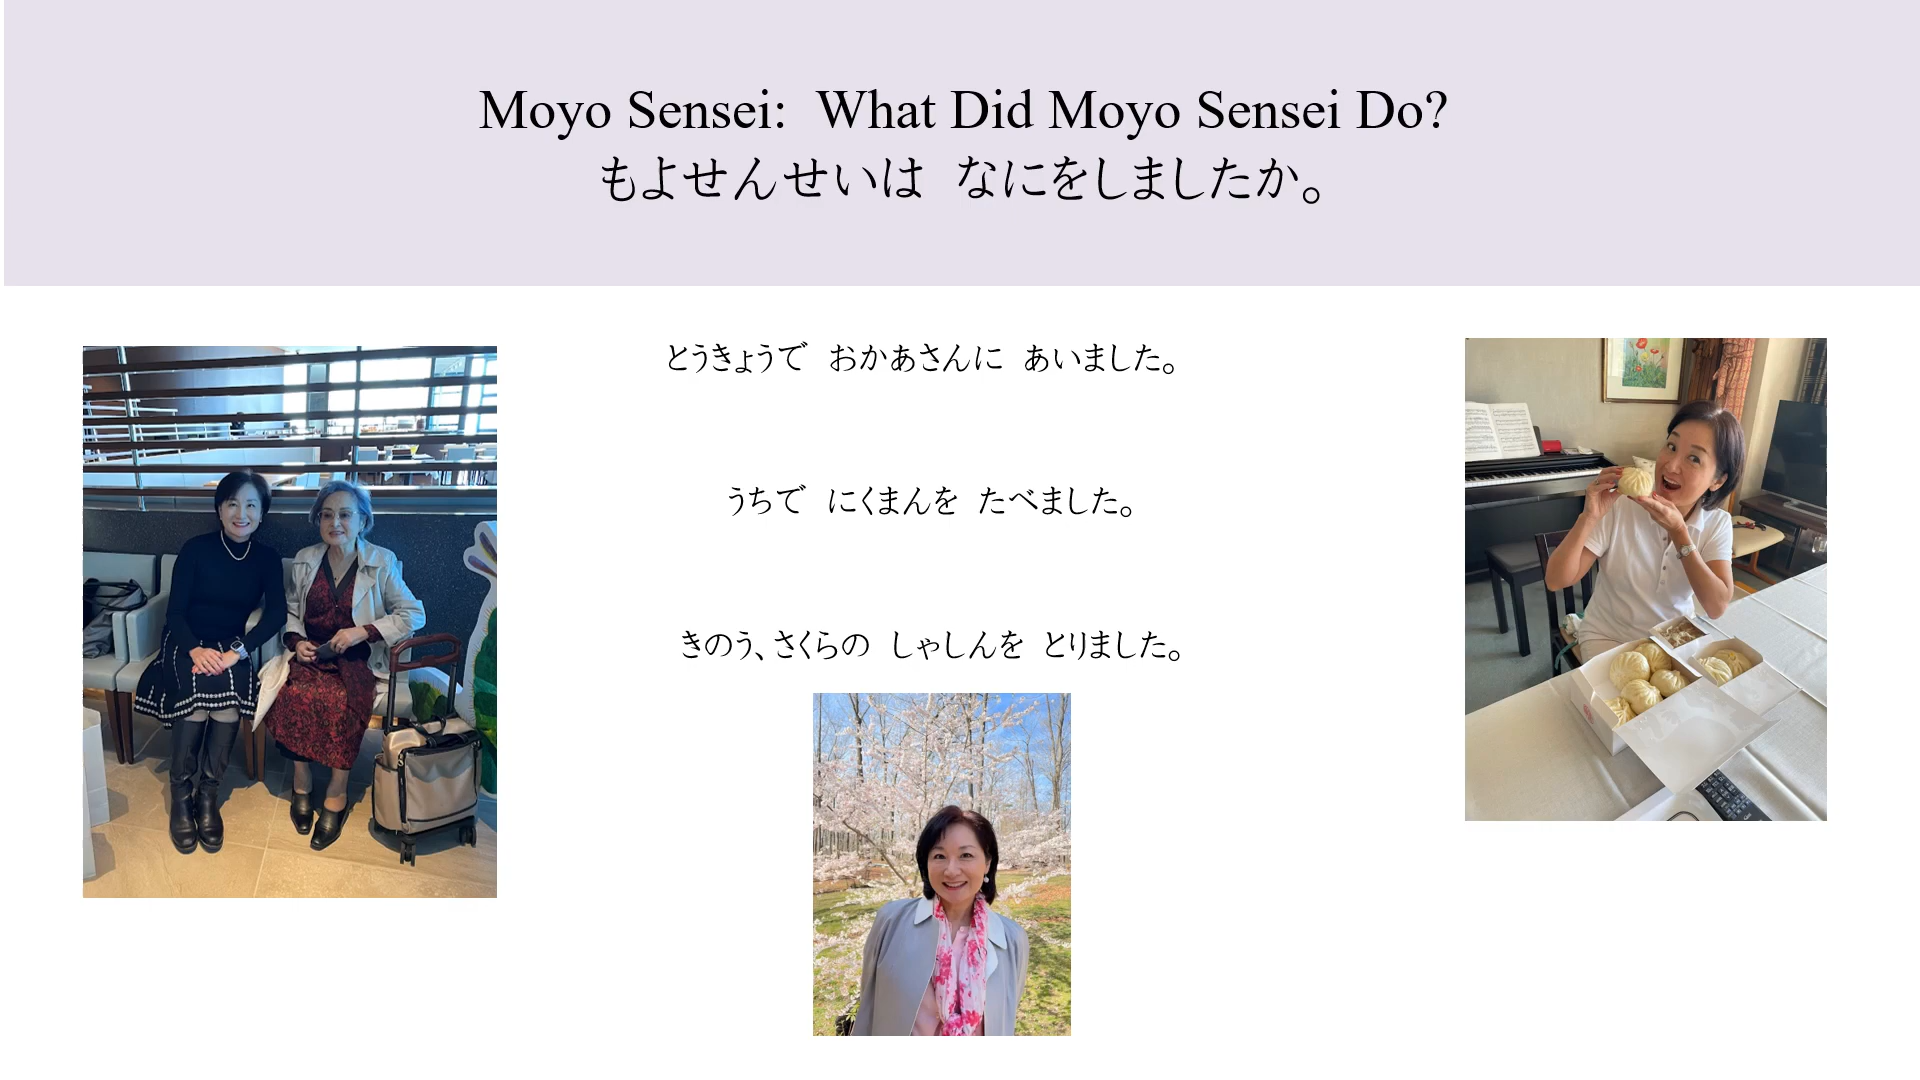 Moyo Sensei:  What Did Moyo Sensei Do?
もよせんせいは　なにをしましたか。
とうきょうで　おかあさんに　あいました。
うちで　にくまんを　たべました。
きのう、さくらの　しゃしんを　とりました。